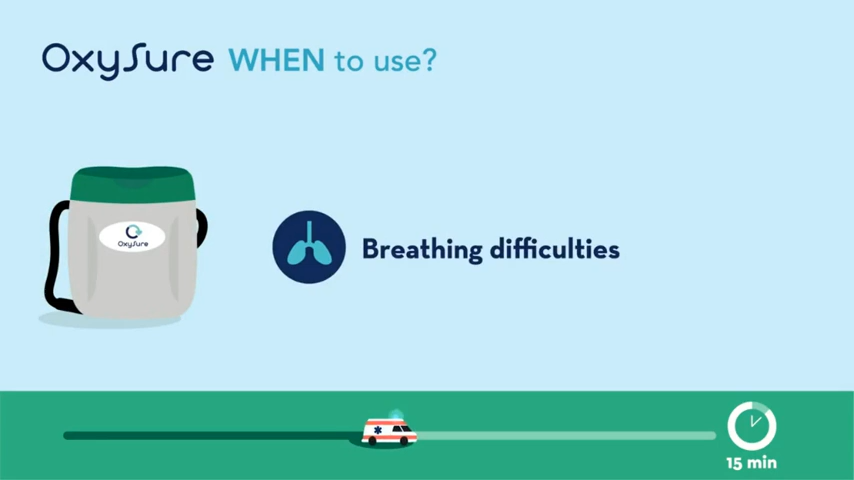 OxySure WHEN to use?
OxySure
Breathing difficulties
15 min